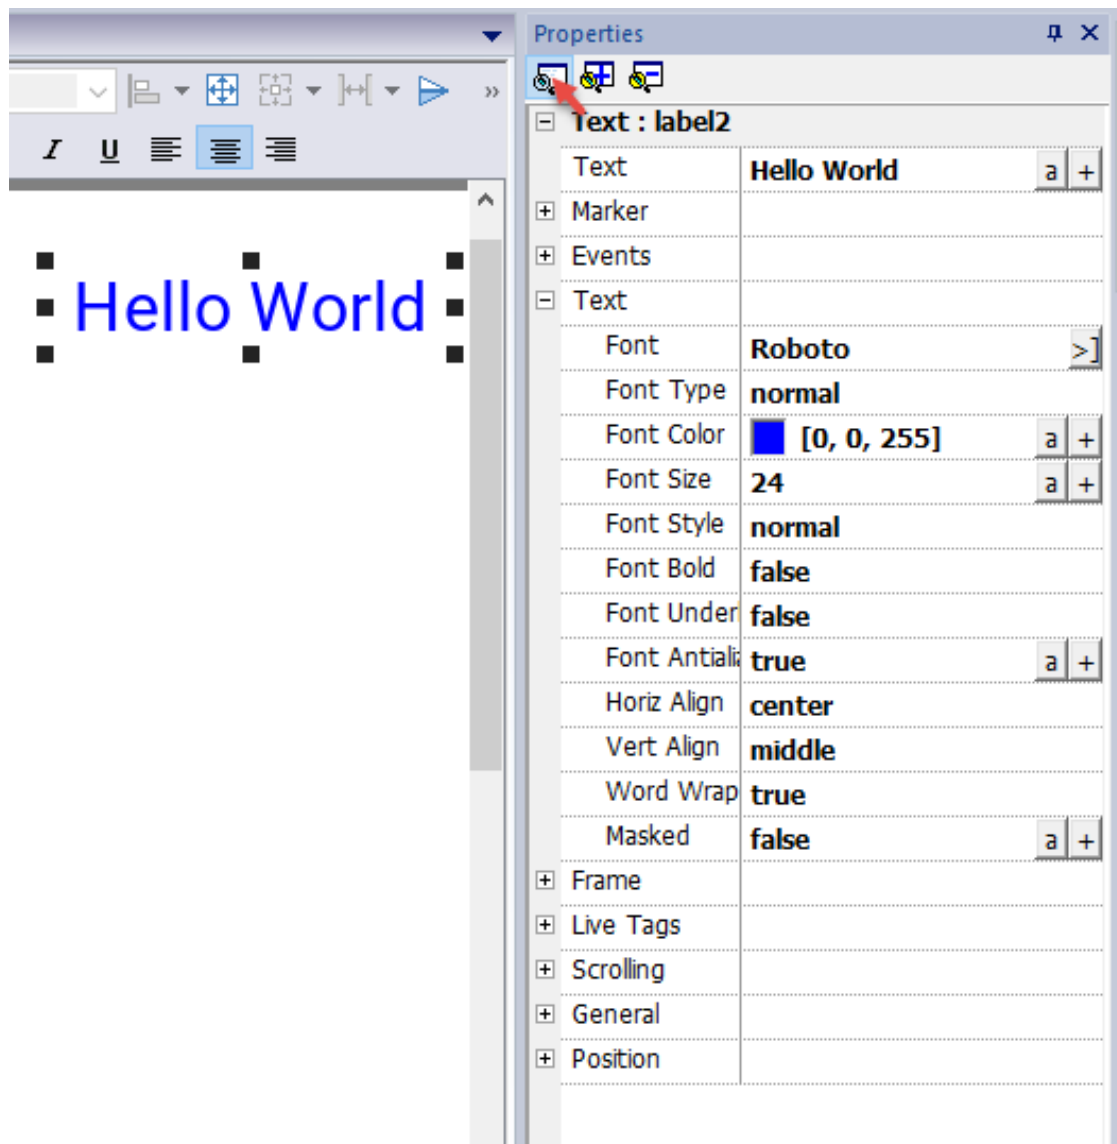 Properties
I U
Text : label2
Text Hello World a +
Marker
Events
Hello World
Text
Font Roboto >]
Font Type normal
Font Color [0, 0, 255] a +
Font Size 24 a +
Font Style normal
Font Bold false
Font Under false
Font Antiali true a +
Horiz Align center
Vert Align middle
Word Wrap true
Masked false a +
Frame
Live Tags
Scrolling
General
Position